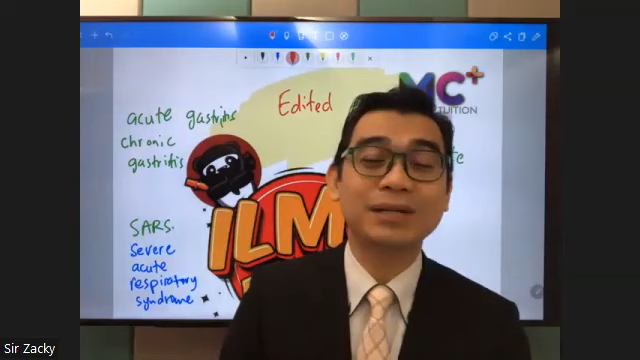 Edited
MC+
TUITION
acute gastritis
chronic
gastritis
ILM
SARS.
severe
acute
respiratory
syndrome
Sir Zacky